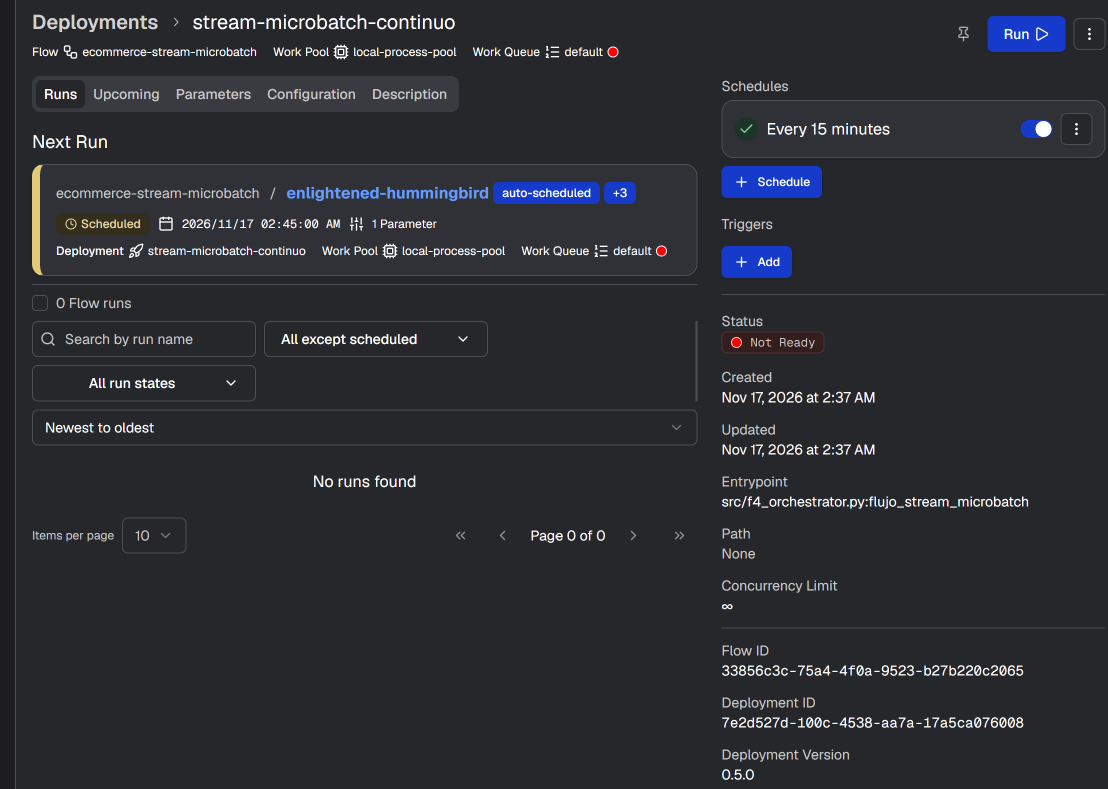 Deployments > stream-microbatch-continuo
Flow ecommerce-stream-microbatch Work Pool local-process-pool Work Queue default
Run
Runs Upcoming Parameters Configuration Description
Next Run
ecommerce-stream-microbatch / enlightened-hummingbird auto-scheduled +3
Scheduled 2026/11/17 02:45:00 AM 1 Parameter
Deployment stream-microbatch-continuo Work Pool local-process-pool Work Queue default
0 Flow runs
Search by run name All except scheduled
All run states
Newest to oldest
No runs found
Items per page 10 « ‹ Page 0 of 0 › »
Schedules
Every 15 minutes
+ Schedule
Triggers
+ Add
Status
Not Ready
Created
Nov 17, 2026 at 2:37 AM
Updated
Nov 17, 2026 at 2:37 AM
Entrypoint
src/f4_orchestrator.py:flujo_stream_microbatch
Path
None
Concurrency Limit
∞
Flow ID
33856c3c-75a4-4f0a-9523-b27b220c2065
Deployment ID
7e2d527d-100c-4538-aa7a-17a5ca076008
Deployment Version
0.5.0